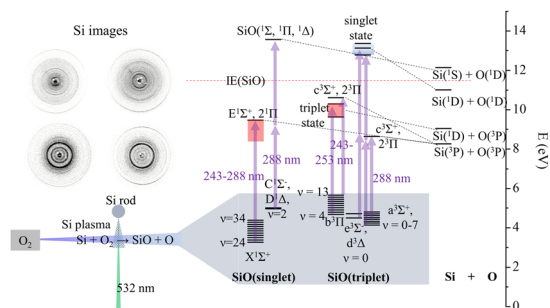 Si images
SiO(¹Σ, ¹Π, ¹Δ)
singlet
state
Si(¹S) + O(¹D)
Si(¹D) + O(¹D)
IE(SiO)
E¹Σ⁺, 2¹Π
c³Σ⁺, 2³Π
triplet
state
c³Σ⁺,
2³Π
Si(¹D) + O(³P)
Si(³P) + O(³P)
243-288 nm
288 nm
243-
253 nm
288 nm
C¹Σ⁻,
D¹Δ,
ν=2
ν = 13
ν = 4
b³Π
e³Σ⁻,
d³Δ
ν = 0
a³Σ⁺,
ν = 0-7
ν=34
ν=24
X¹Σ⁺
SiO(singlet)
SiO(triplet)
Si + O
Si rod
Si plasma
O₂
Si + O₂ → SiO + O
532 nm
14
12
10
8
6
4
2
0
E (eV)